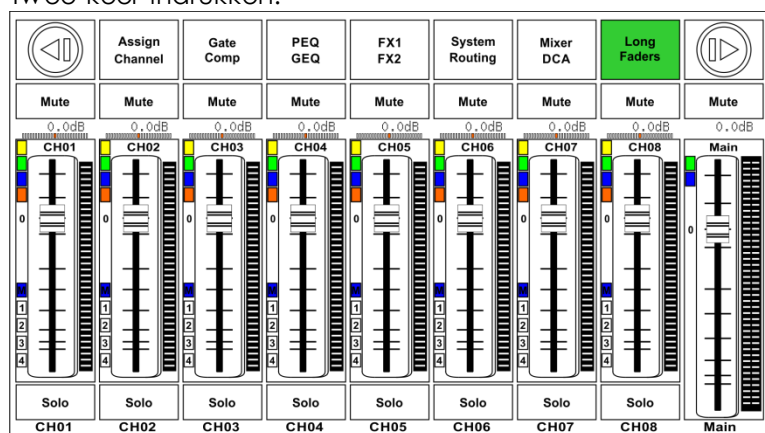 Twee keer indrukken.
Assign Channel Gate Comp PEQ GEQ FX1 FX2 System Routing Mixer DCA Long Faders
Mute Mute Mute Mute Mute Mute Mute Mute Mute
0.0dB 0.0dB 0.0dB 0.0dB 0.0dB 0.0dB 0.0dB 0.0dB 0.0dB
CH01 CH02 CH03 CH04 CH05 CH06 CH07 CH08 Main
0 0 0 0 0 0 0 0 0
M M M M M M M M
1 1 1 1 1 1 1 1
2 2 2 2 2 2 2 2
3 3 3 3 3 3 3 3
4 4 4 4 4 4 4 4
Solo Solo Solo Solo Solo Solo Solo Solo
CH01 CH02 CH03 CH04 CH05 CH06 CH07 CH08 Main